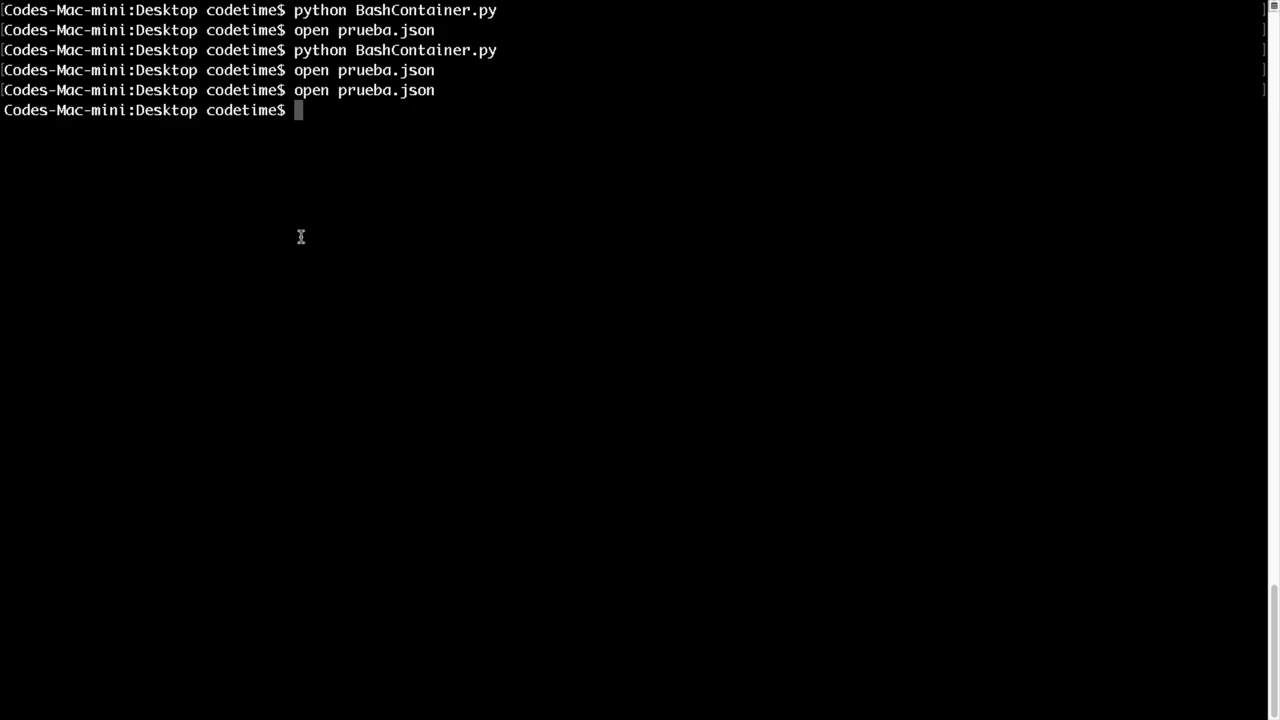 [Codes-Mac-mini:Desktop codetime$ python BashContainer.py ]
[Codes-Mac-mini:Desktop codetime$ open prueba.json ]
[Codes-Mac-mini:Desktop codetime$ python BashContainer.py ]
[Codes-Mac-mini:Desktop codetime$ open prueba.json ]
[Codes-Mac-mini:Desktop codetime$ open prueba.json ]
Codes-Mac-mini:Desktop codetime$